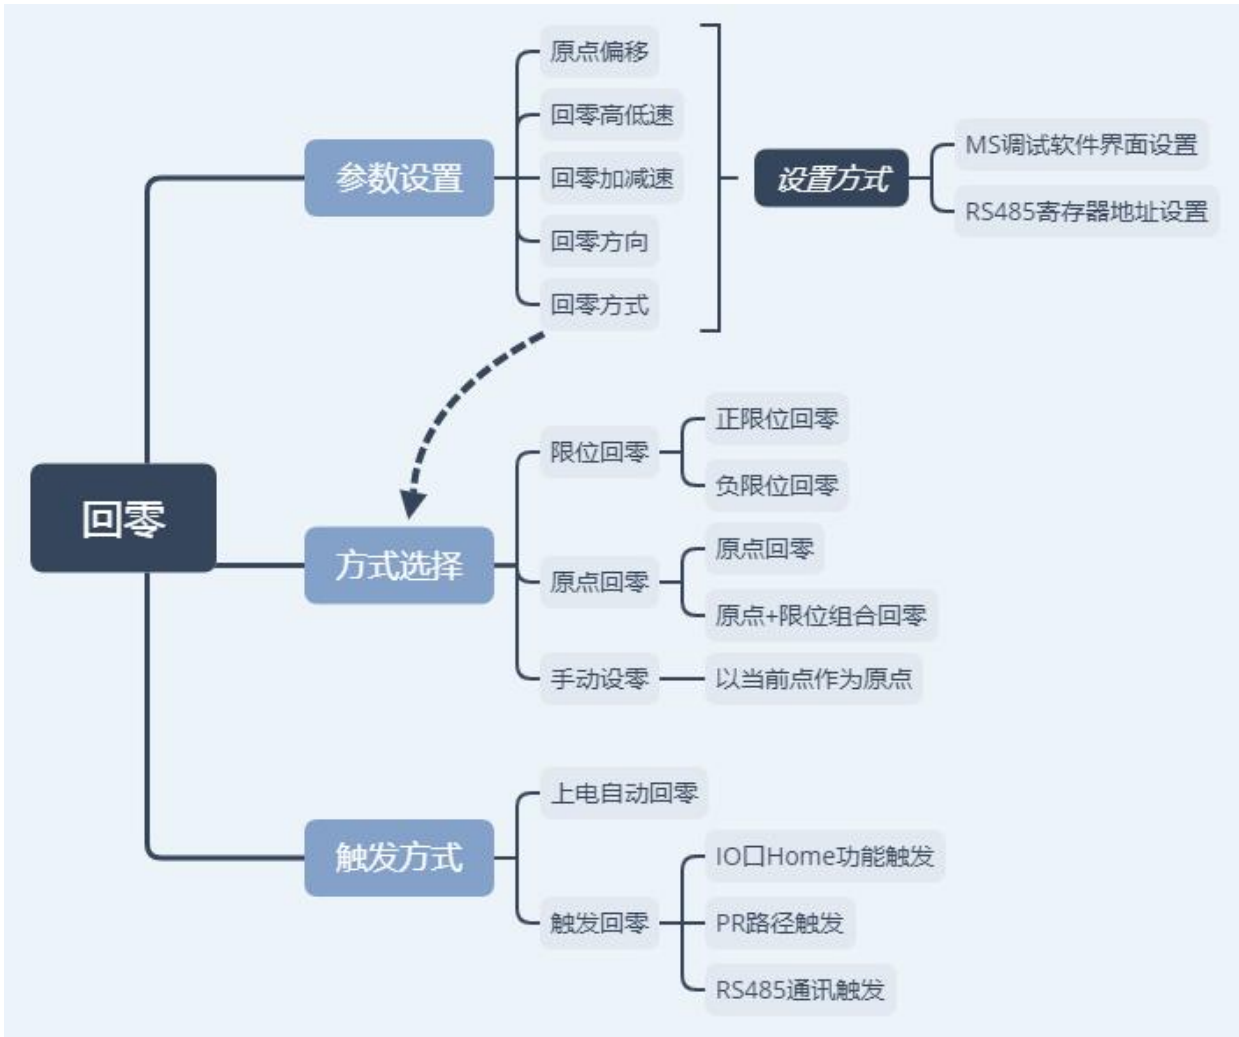 回零
参数设置
原点偏移
回零高低速
回零加减速
回零方向
回零方式
设置方式
MS调试软件界面设置
RS485寄存器地址设置
方式选择
限位回零
正限位回零
负限位回零
原点回零
原点回零
原点+限位组合回零
手动设零
以当前点作为原点
触发方式
上电自动回零
触发回零
IO口Home功能触发
PR路径触发
RS485通讯触发